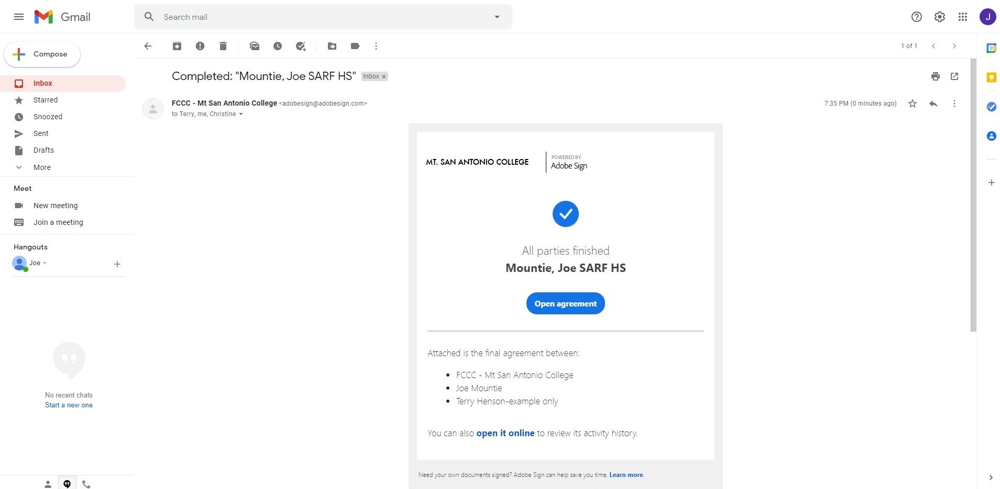 Gmail
Search mail
J
Compose
1 of 1
31
Inbox
Starred
Snoozed
Sent
Drafts
More
Meet
New meeting
Join a meeting
Hangouts
Joe
No recent chats
Start a new one
Completed: "Mountie, Joe SARF HS" Inbox x
FCCC - Mt San Antonio College <adobesign@adobesign.com>
7:35 PM (0 minutes ago)
to Terry, me, Christine
MT. SAN ANTONIO COLLEGE
POWERED BY
Adobe Sign
All parties finished
Mountie, Joe SARF HS
Open agreement
Attached is the final agreement between:
• FCCC - Mt San Antonio College
• Joe Mountie
• Terry Henson-example only
You can also open it online to review its activity history.
Need your own documents signed? Adobe Sign can help save you time. Learn more.